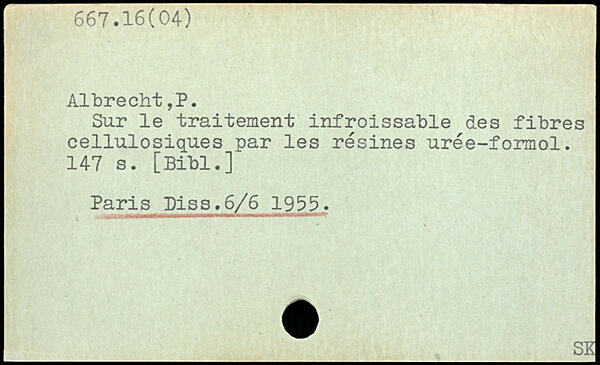 667.16(04)
Albrecht,P.
Sur le traitement infroissable des fibres
cellulosiques par les résines urée-formol.
147 s. [Bibl.]
Paris Diss.6/6 1955.
SK